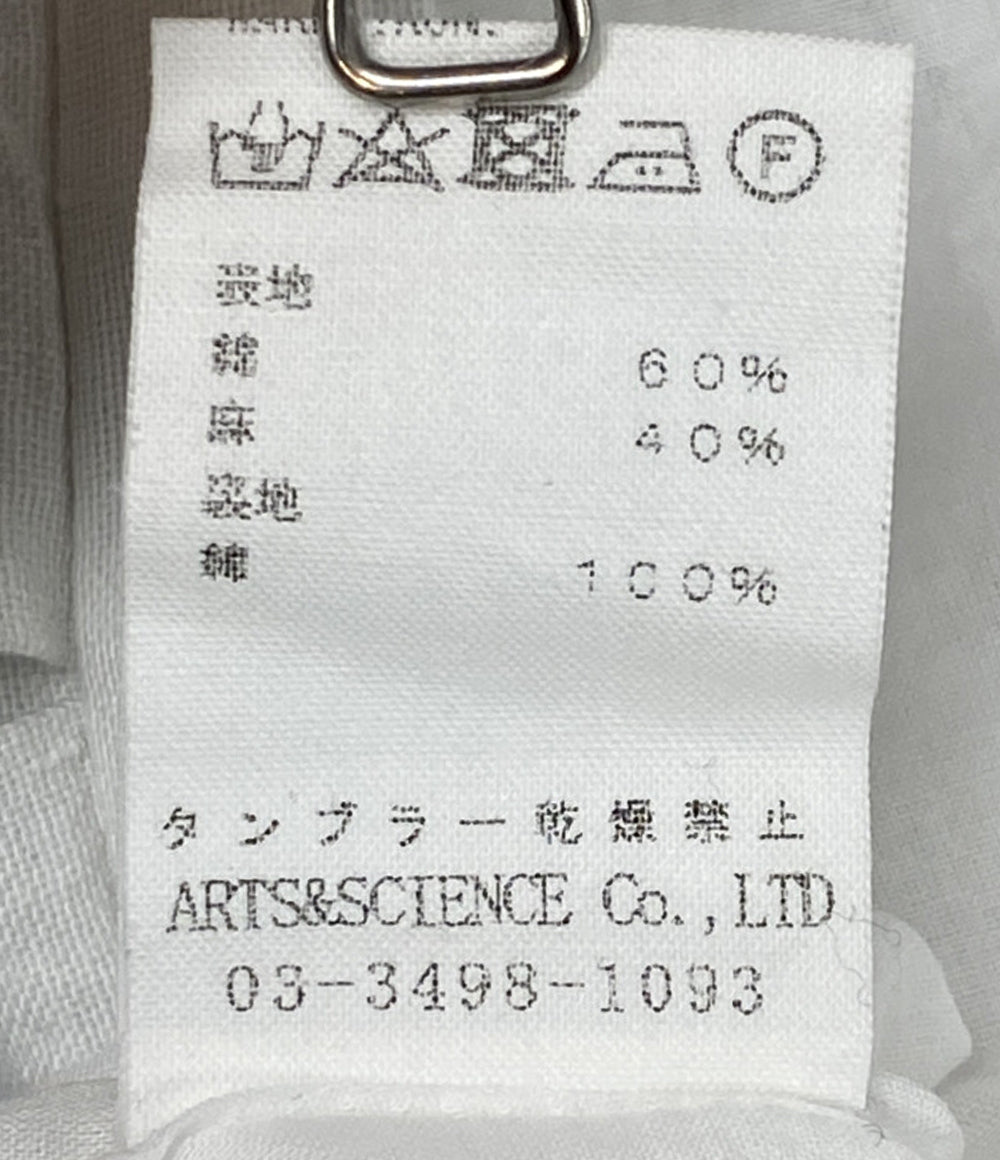 F
表地
綿 60%
麻 40%
裏地
綿 100%
タンブラー乾燥禁止
ARTS&SCIENCE Co.,LTD
03-3498-1093